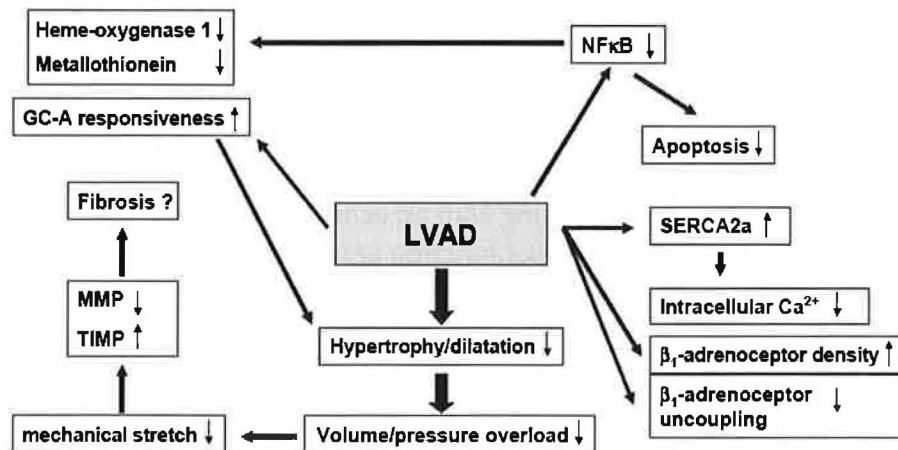 Heme-oxygenase 1 ↓
Metallothionein ↓
NFκB ↓
GC-A responsiveness ↑
Apoptosis ↓
Fibrosis ?
LVAD
SERCA2a ↑
MMP ↓
TIMP ↑
Intracellular Ca²⁺ ↓
Hypertrophy/dilatation ↓
β₁-adrenoceptor density ↑
β₁-adrenoceptor ↓
uncoupling
mechanical stretch ↓
Volume/pressure overload ↓